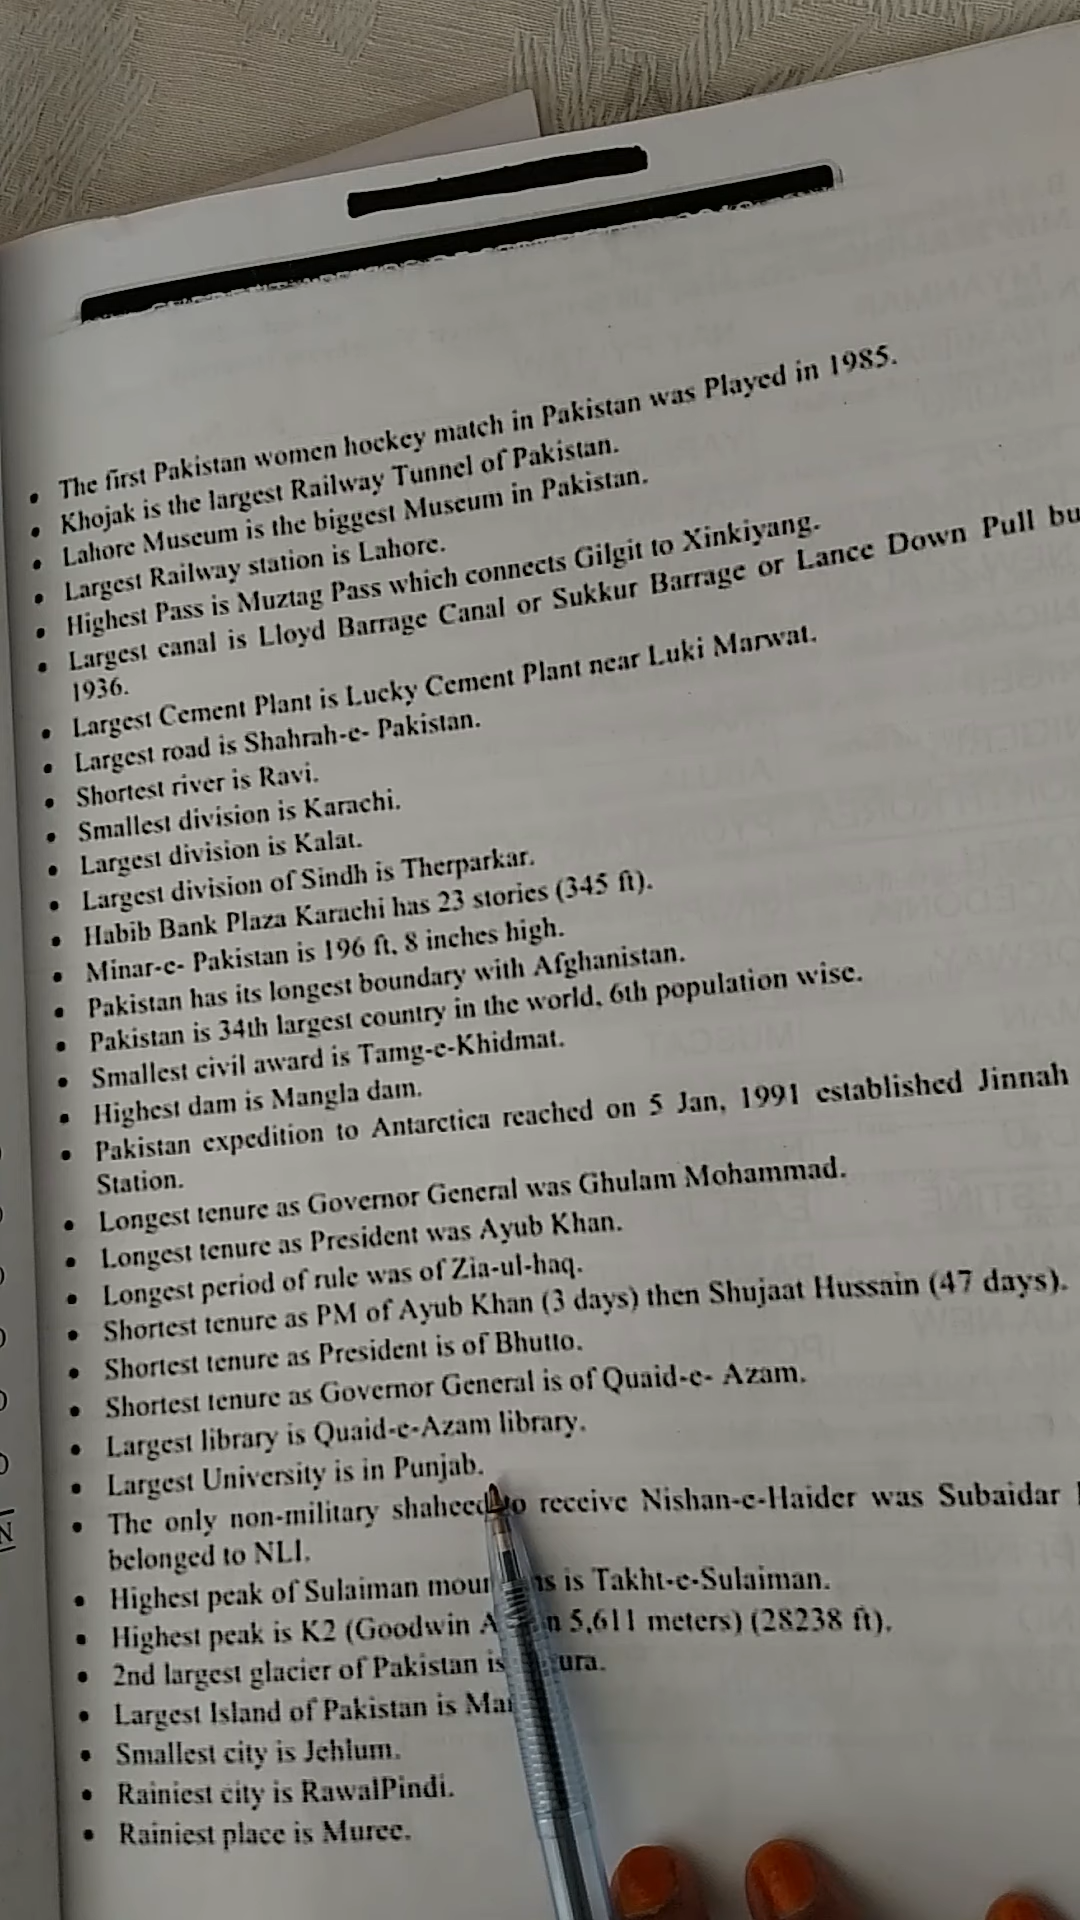 • The first Pakistan women hockey match in Pakistan was Played in 1985.
• Khojak is the largest Railway Tunnel of Pakistan.
• Lahore Museum is the biggest Museum in Pakistan.
• Largest Railway station is Lahore.
• Highest Pass is Muztag Pass which connects Gilgit to Xinkiyang.
• Largest canal is Lloyd Barrage Canal or Sukkur Barrage or Lance Down Pull bu
1936.
• Largest Cement Plant is Lucky Cement Plant near Luki Marwat.
• Largest road is Shahrah-e- Pakistan.
• Shortest river is Ravi.
• Smallest division is Karachi.
• Largest division is Kalat.
• Largest division of Sindh is Therparkar.
• Habib Bank Plaza Karachi has 23 stories (345 ft).
• Minar-e- Pakistan is 196 ft, 8 inches high.
• Pakistan has its longest boundary with Afghanistan.
• Pakistan is 34th largest country in the world, 6th population wise.
• Smallest civil award is Tamg-e-Khidmat.
• Highest dam is Mangla dam.
• Pakistan expedition to Antarctica reached on 5 Jan, 1991 established Jinnah
Station.
• Longest tenure as Governor General was Ghulam Mohammad.
• Longest tenure as President was Ayub Khan.
• Longest period of rule was of Zia-ul-haq.
• Shortest tenure as PM of Ayub Khan (3 days) then Shujaat Hussain (47 days).
• Shortest tenure as President is of Bhutto.
• Shortest tenure as Governor General is of Quaid-e- Azam.
• Largest library is Quaid-e-Azam library.
• Largest University is in Punjab.
• The only non-military shaheed to receive Nishan-e-Haider was Subaidar
belonged to NLI.
• Highest peak of Sulaiman mountains is Takht-e-Sulaiman.
• Highest peak is K2 (Goodwin 5,611 meters) (28238 ft).
• 2nd largest glacier of Pakistan is
• Largest Island of Pakistan is
• Smallest city is Jehlum.
• Rainiest city is RawalPindi.
• Rainiest place is Muree.